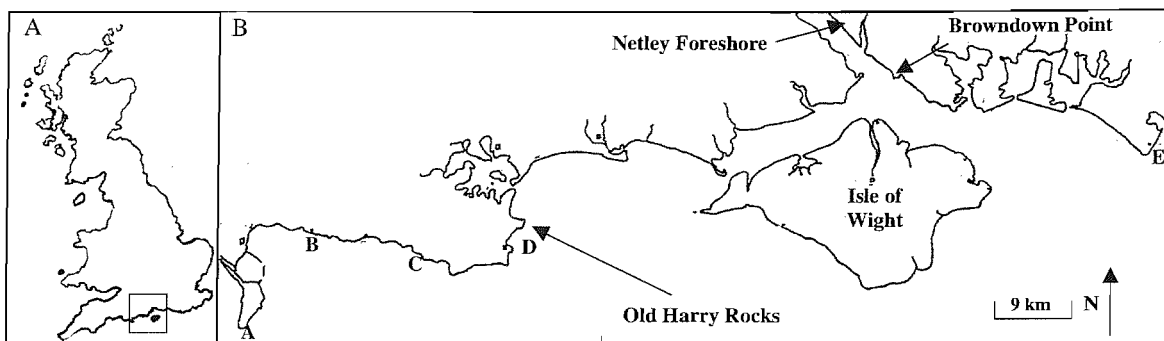 A
B
Netley Foreshore
Browndown Point
E
Isle of
Wight
B
D
C
9 km
N
Old Harry Rocks
A